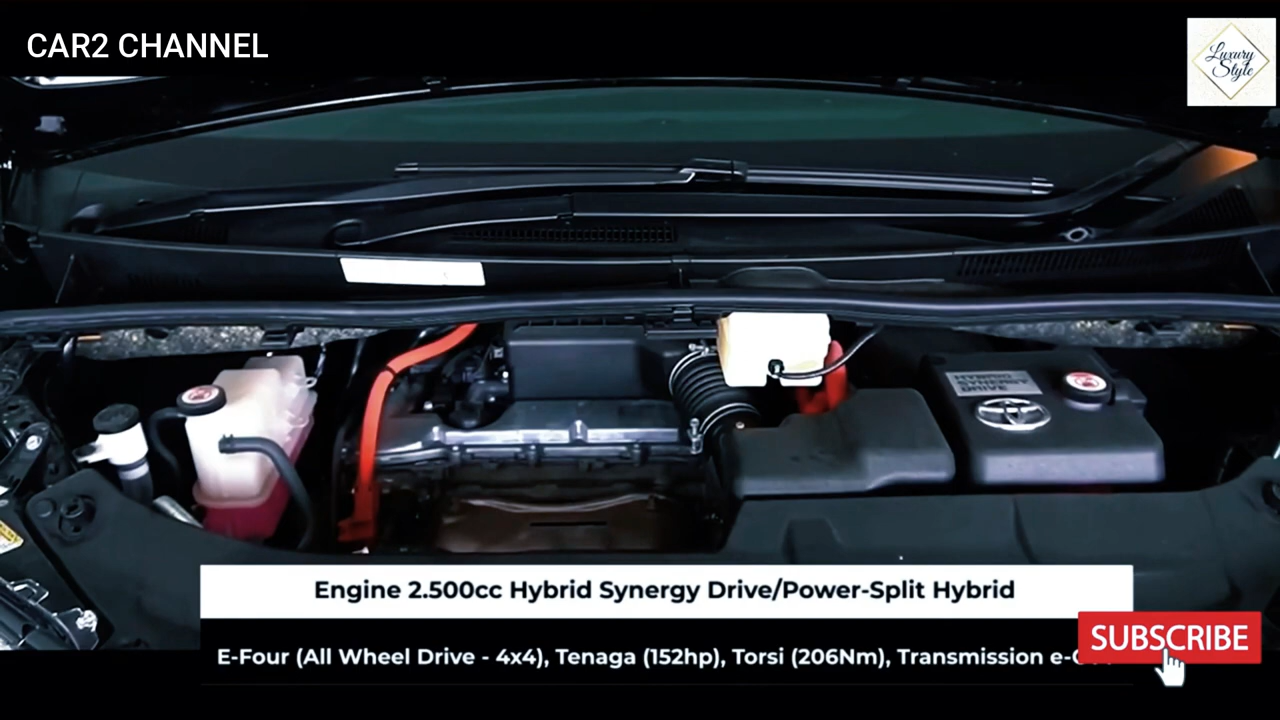 CAR2 CHANNEL
Luxury
Style
HYBRID
SYNERGY
DRIVE
Engine 2.500cc Hybrid Synergy Drive/Power-Split Hybrid
SUBSCRIBE
E-Four (All Wheel Drive - 4x4), Tenaga (152hp), Torsi (206Nm), Transmission